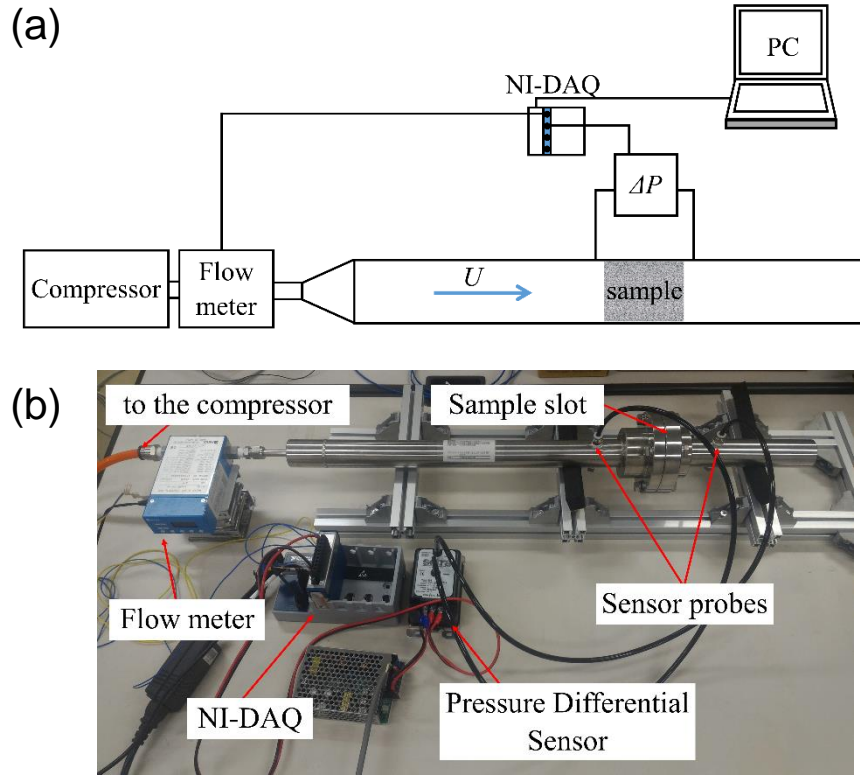 (a)
PC
NI-DAQ
ΔP
Compressor
Flow
meter
U
sample
(b)
to the compressor
Sample slot
Flow meter
Sensor probes
NI-DAQ
Pressure Differential
Sensor